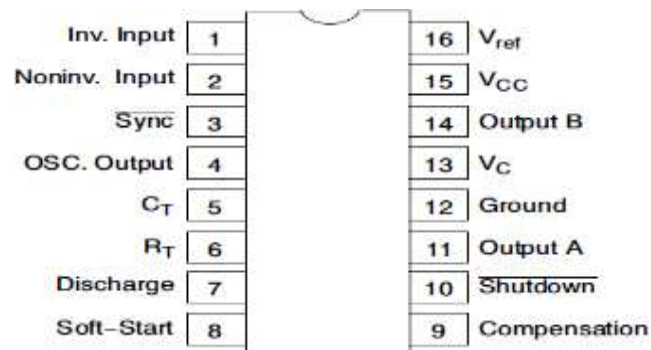 Inv. Input 1 16 Vref
Noninv. Input 2 15 VCC
Sync 3 14 Output B
OSC. Output 4 13 VC
CT 5 12 Ground
RT 6 11 Output A
Discharge 7 10 Shutdown
Soft-Start 8 9 Compensation